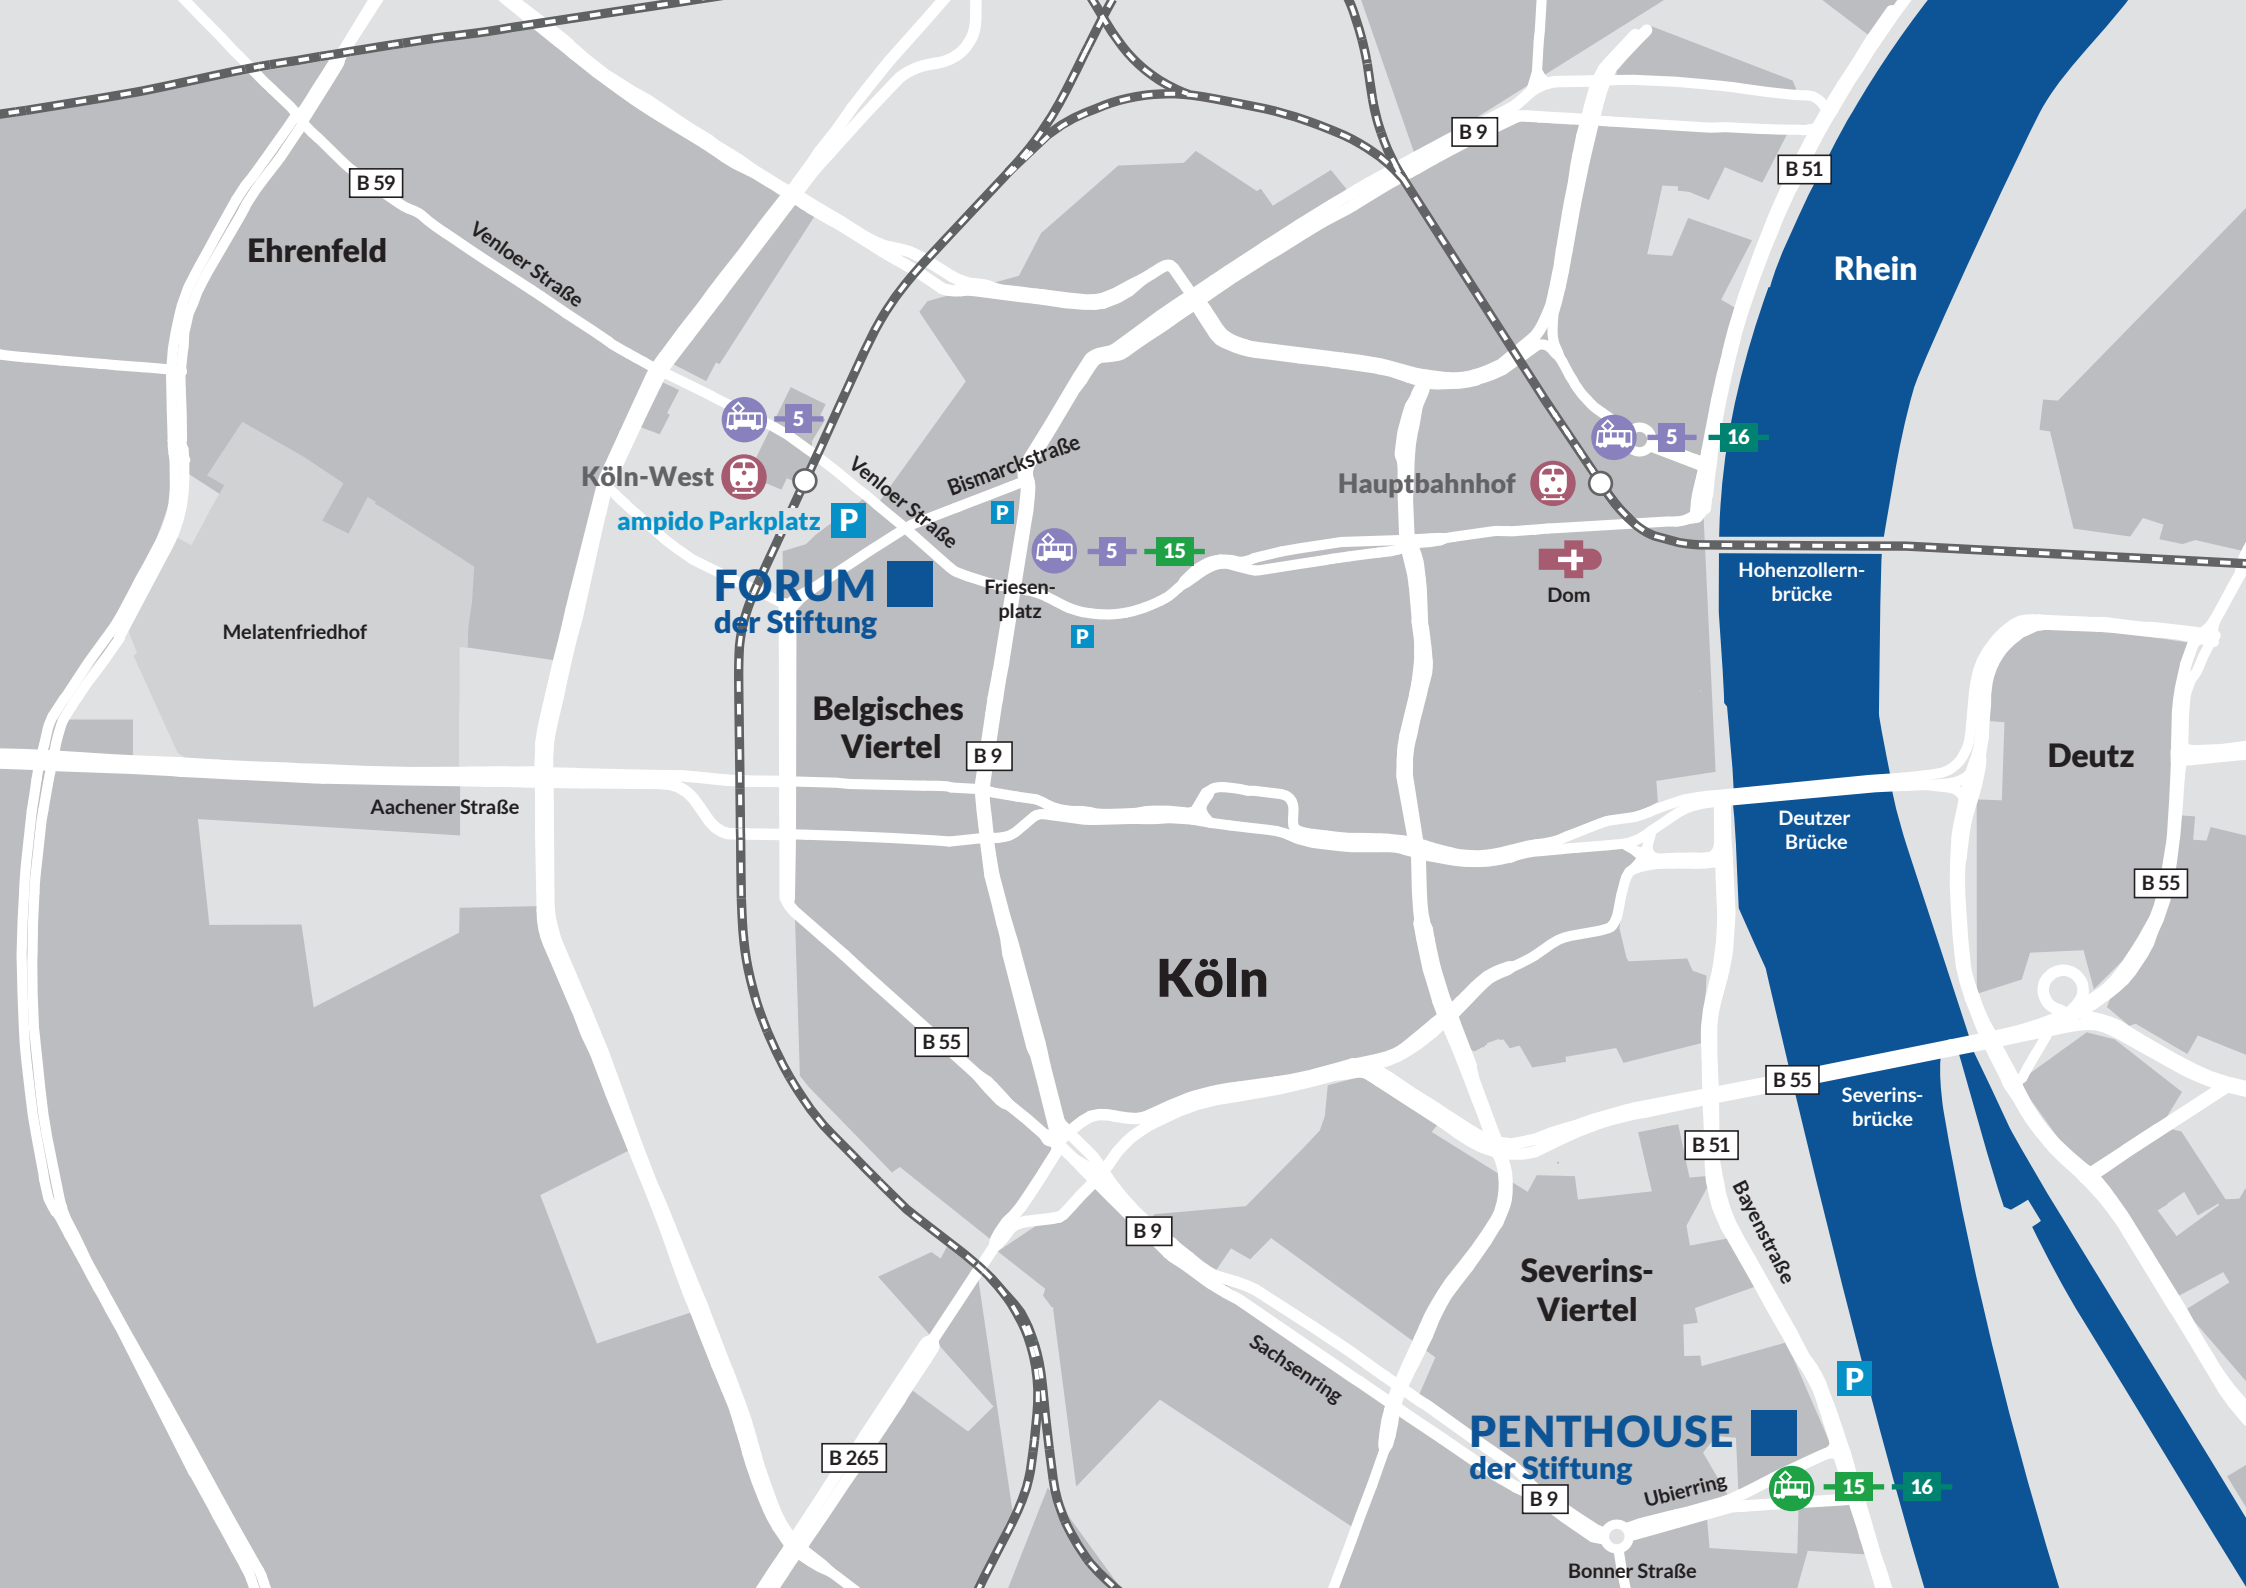 B 9
B 51
B 59
Ehrenfeld
Venloer Straße
Rhein
5
Köln-West
ampido Parkplatz
P
Venloer Straße
Bismarckstraße
P
5
15
Friesen-
platz
P
5
16
Hauptbahnhof
Dom
Hohenzollern-
brücke
FORUM
der Stiftung
Melatenfriedhof
Belgisches
Viertel
B 9
Deutz
Aachener Straße
Deutzer
Brücke
B 55
Köln
B 55
B 55
Severins-
brücke
B 51
Bayenstraße
B 9
Severins-
Viertel
Sachsenring
P
PENTHOUSE
der Stiftung
B 265
B 9
Ubierring
15
16
Bonner Straße